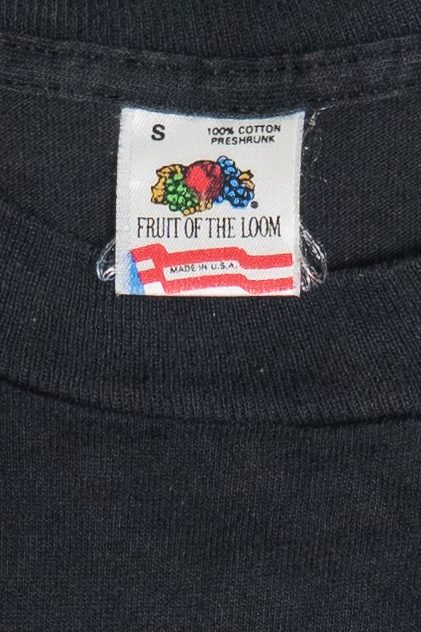 S
100% COTTON
PRESHRUNK
®
FRUIT OF THE LOOM
MADE IN U.S.A.